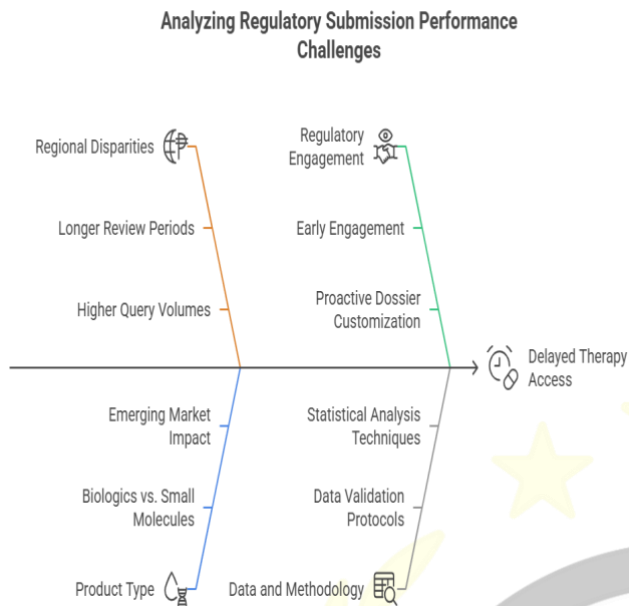 Analyzing Regulatory Submission Performance
Challenges
Regional Disparities
Longer Review Periods
Higher Query Volumes
Regulatory
Engagement
Early Engagement
Proactive Dossier
Customization
Delayed Therapy
Access
Emerging Market
Impact
Biologics vs. Small
Molecules
Product Type
Statistical Analysis
Techniques
Data Validation
Protocols
Data and Methodology